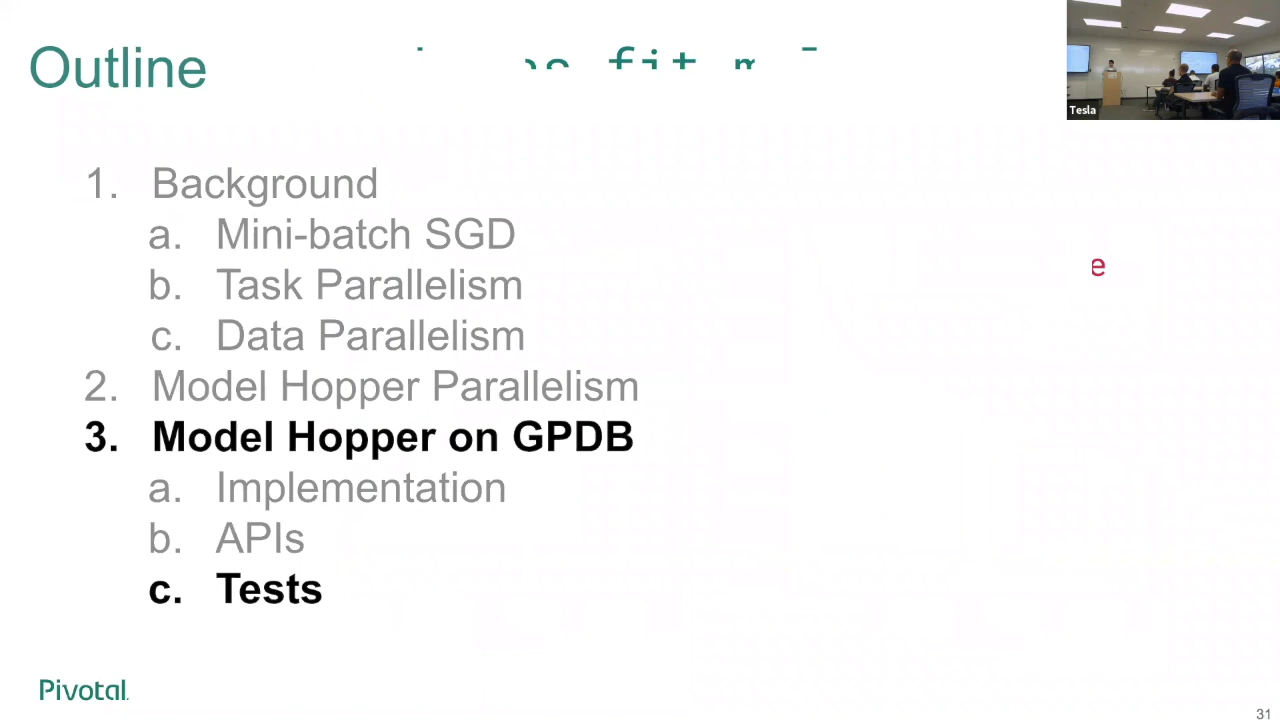 Outline
Tesla
1. Background
a. Mini-batch SGD
b. Task Parallelism
e
c. Data Parallelism
2. Model Hopper Parallelism
3. Model Hopper on GPDB
a. Implementation
b. APIs
c. Tests
Pivotal
31